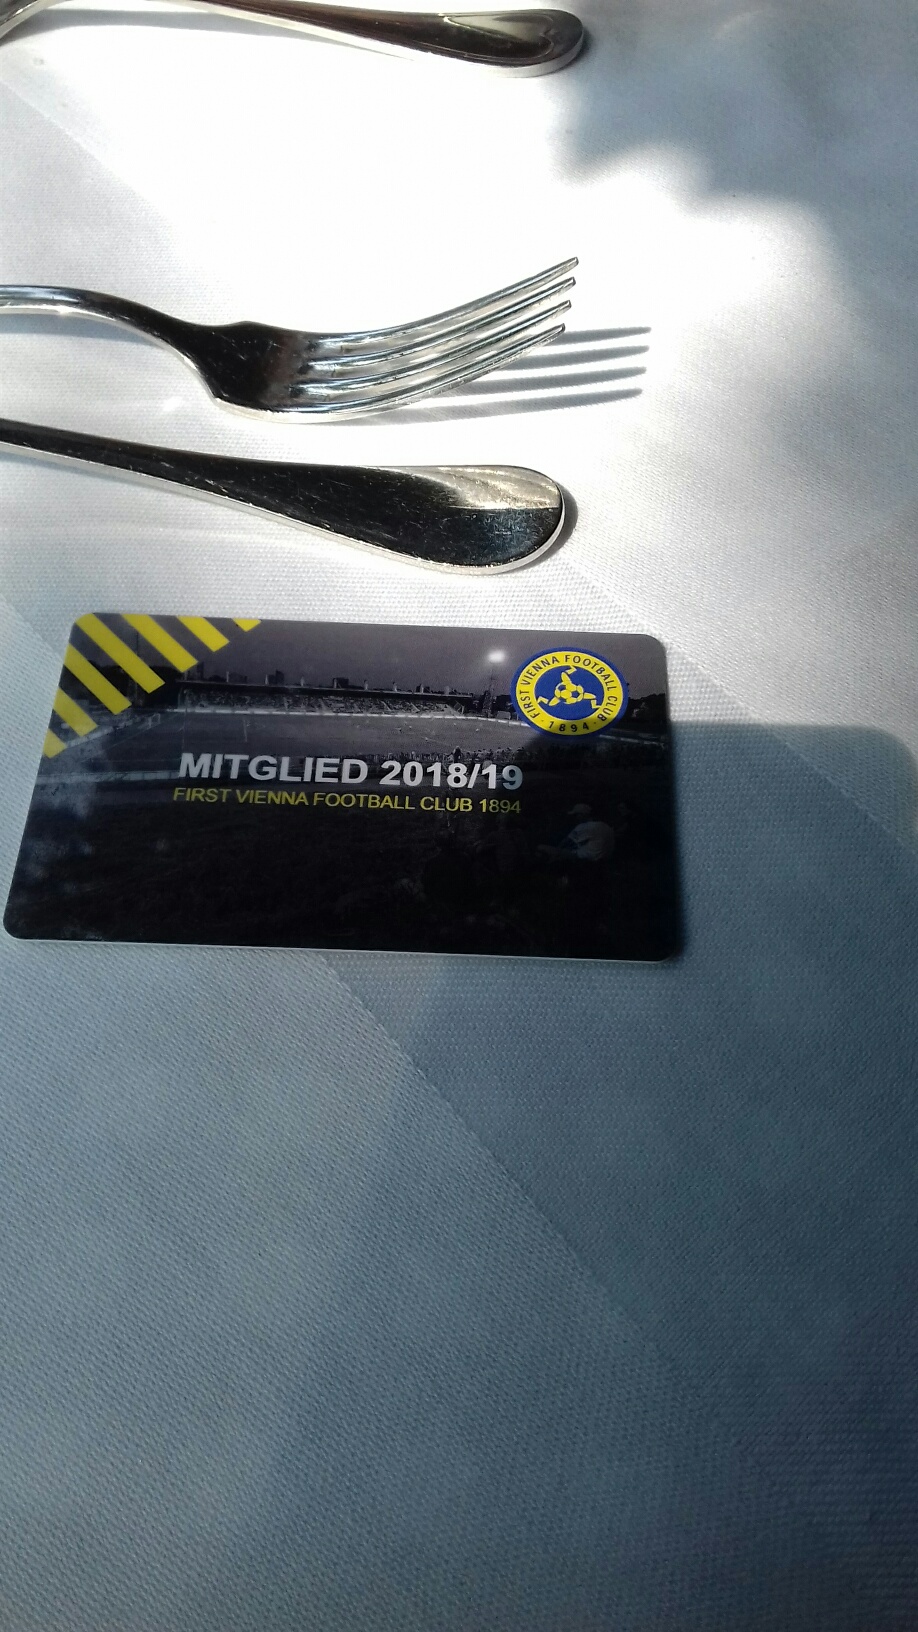 FIRST VIENNA FOOTBALL CLUB
· 1894 ·
MITGLIED 2018/19
FIRST VIENNA FOOTBALL CLUB 1894